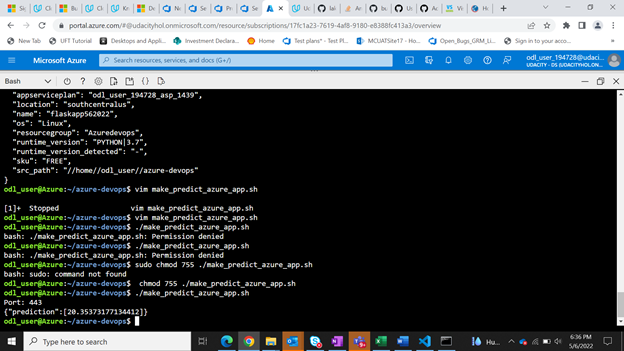 portal.azure.com/#@udacityhol.onmicrosoft.com/resource/subscriptions/17fc1a23-7619-4af8-9180-e8388fc413a3/overview
New Tab
UFT Tutorial
Desktop and Appli...
Investment Declara...
Home
Test plans* - Test Pl...
MCLIATSite17 - Ho...
Open_Bugs_GRM_Li...
Sign in to your acco...
Microsoft Azure
Search resources, services, and docs (G+/)
odl_user_194728@udaci...
UDACITY - DS (UDACITYHOL.ON...
Bash
"appserviceplan": "odl_user_194728_asp_1439",
"location": "southcentralus",
"name": "flaskapp562022",
"os": "Linux",
"resourcegroup": "Azuredevops",
"runtime_version": "PYTHON|3.7",
"runtime_version_detected": "-",
"sku": "FREE",
"src_path": "//home//odl_user//azure-devops"
}
odl_user@Azure:~/azure-devops$ vim make_predict_azure_app.sh
[1]+  Stopped                 vim make_predict_azure_app.sh
odl_user@Azure:~/azure-devops$ vim make_predict_azure_app.sh
odl_user@Azure:~/azure-devops$ ./make_predict_azure_app.sh
bash: ./make_predict_azure_app.sh: Permission denied
odl_user@Azure:~/azure-devops$ ./make_predict_azure_app.sh
bash: ./make_predict_azure_app.sh: Permission denied
odl_user@Azure:~/azure-devops$ sudo chmod 755 ./make_predict_azure_app.sh
bash: sudo: command not found
odl_user@Azure:~/azure-devops$  chmod 755 ./make_predict_azure_app.sh
odl_user@Azure:~/azure-devops$ ./make_predict_azure_app.sh
Port: 443
{"prediction":[20.35373177134412]}
odl_user@Azure:~/azure-devops$
Type here to search
Hu...
6:36 PM
5/6/2022